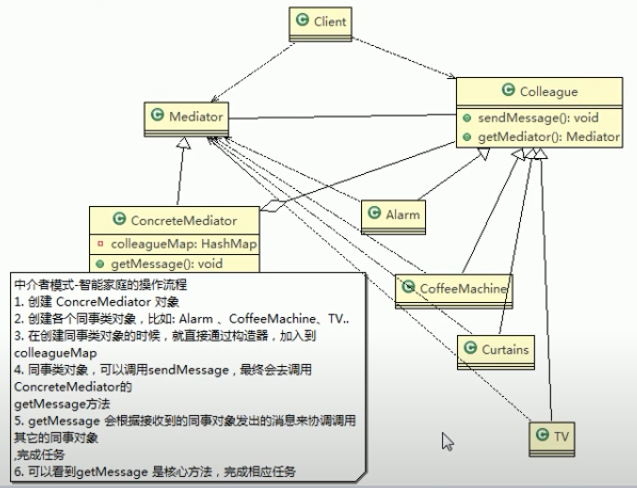 Client
Colleague
sendMessage(): void
getMediator(): Mediator
Mediator
Alarm
ConcreteMediator
colleagueMap: HashMap
getMessage(): void
CoffeeMachine
Curtains
TV
中介者模式-智能家庭的操作流程
1. 创建 ConcreMediator 对象
2. 创建各个同事类对象，比如: Alarm 、CoffeeMachine、TV..
3. 在创建同事类对象的时候，就直接通过构造器，加入到
colleagueMap
4. 同事类对象，可以调用sendMessage，最终会去调用
ConcreteMediator的
getMessage方法
5. getMessage 会根据接收到的同事对象发出的消息来协调调用
其它的同事对象
,完成任务
6. 可以看到getMessage 是核心方法，完成相应任务